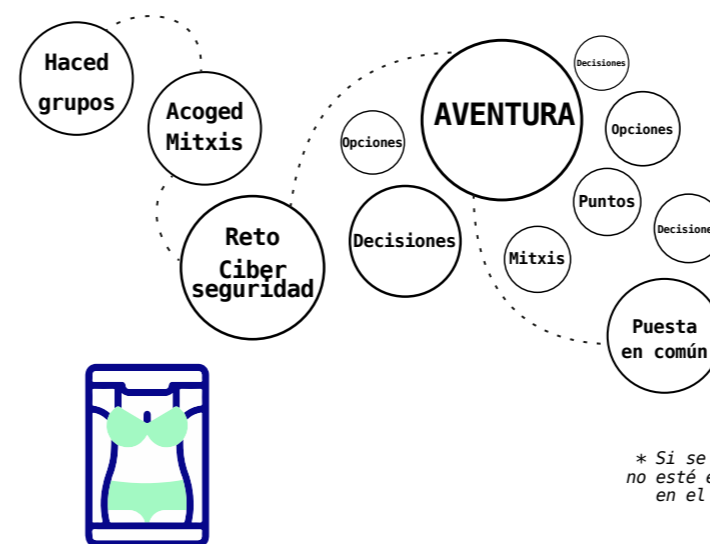 Haced
grupos
Acoged
Mitxis
Reto
Ciber
seguridad
Opciones
Decisiones
AVENTURA
Decisiones
Opciones
Puntos
Mitxis
Puesta
en común
* Si se
no esté
en el